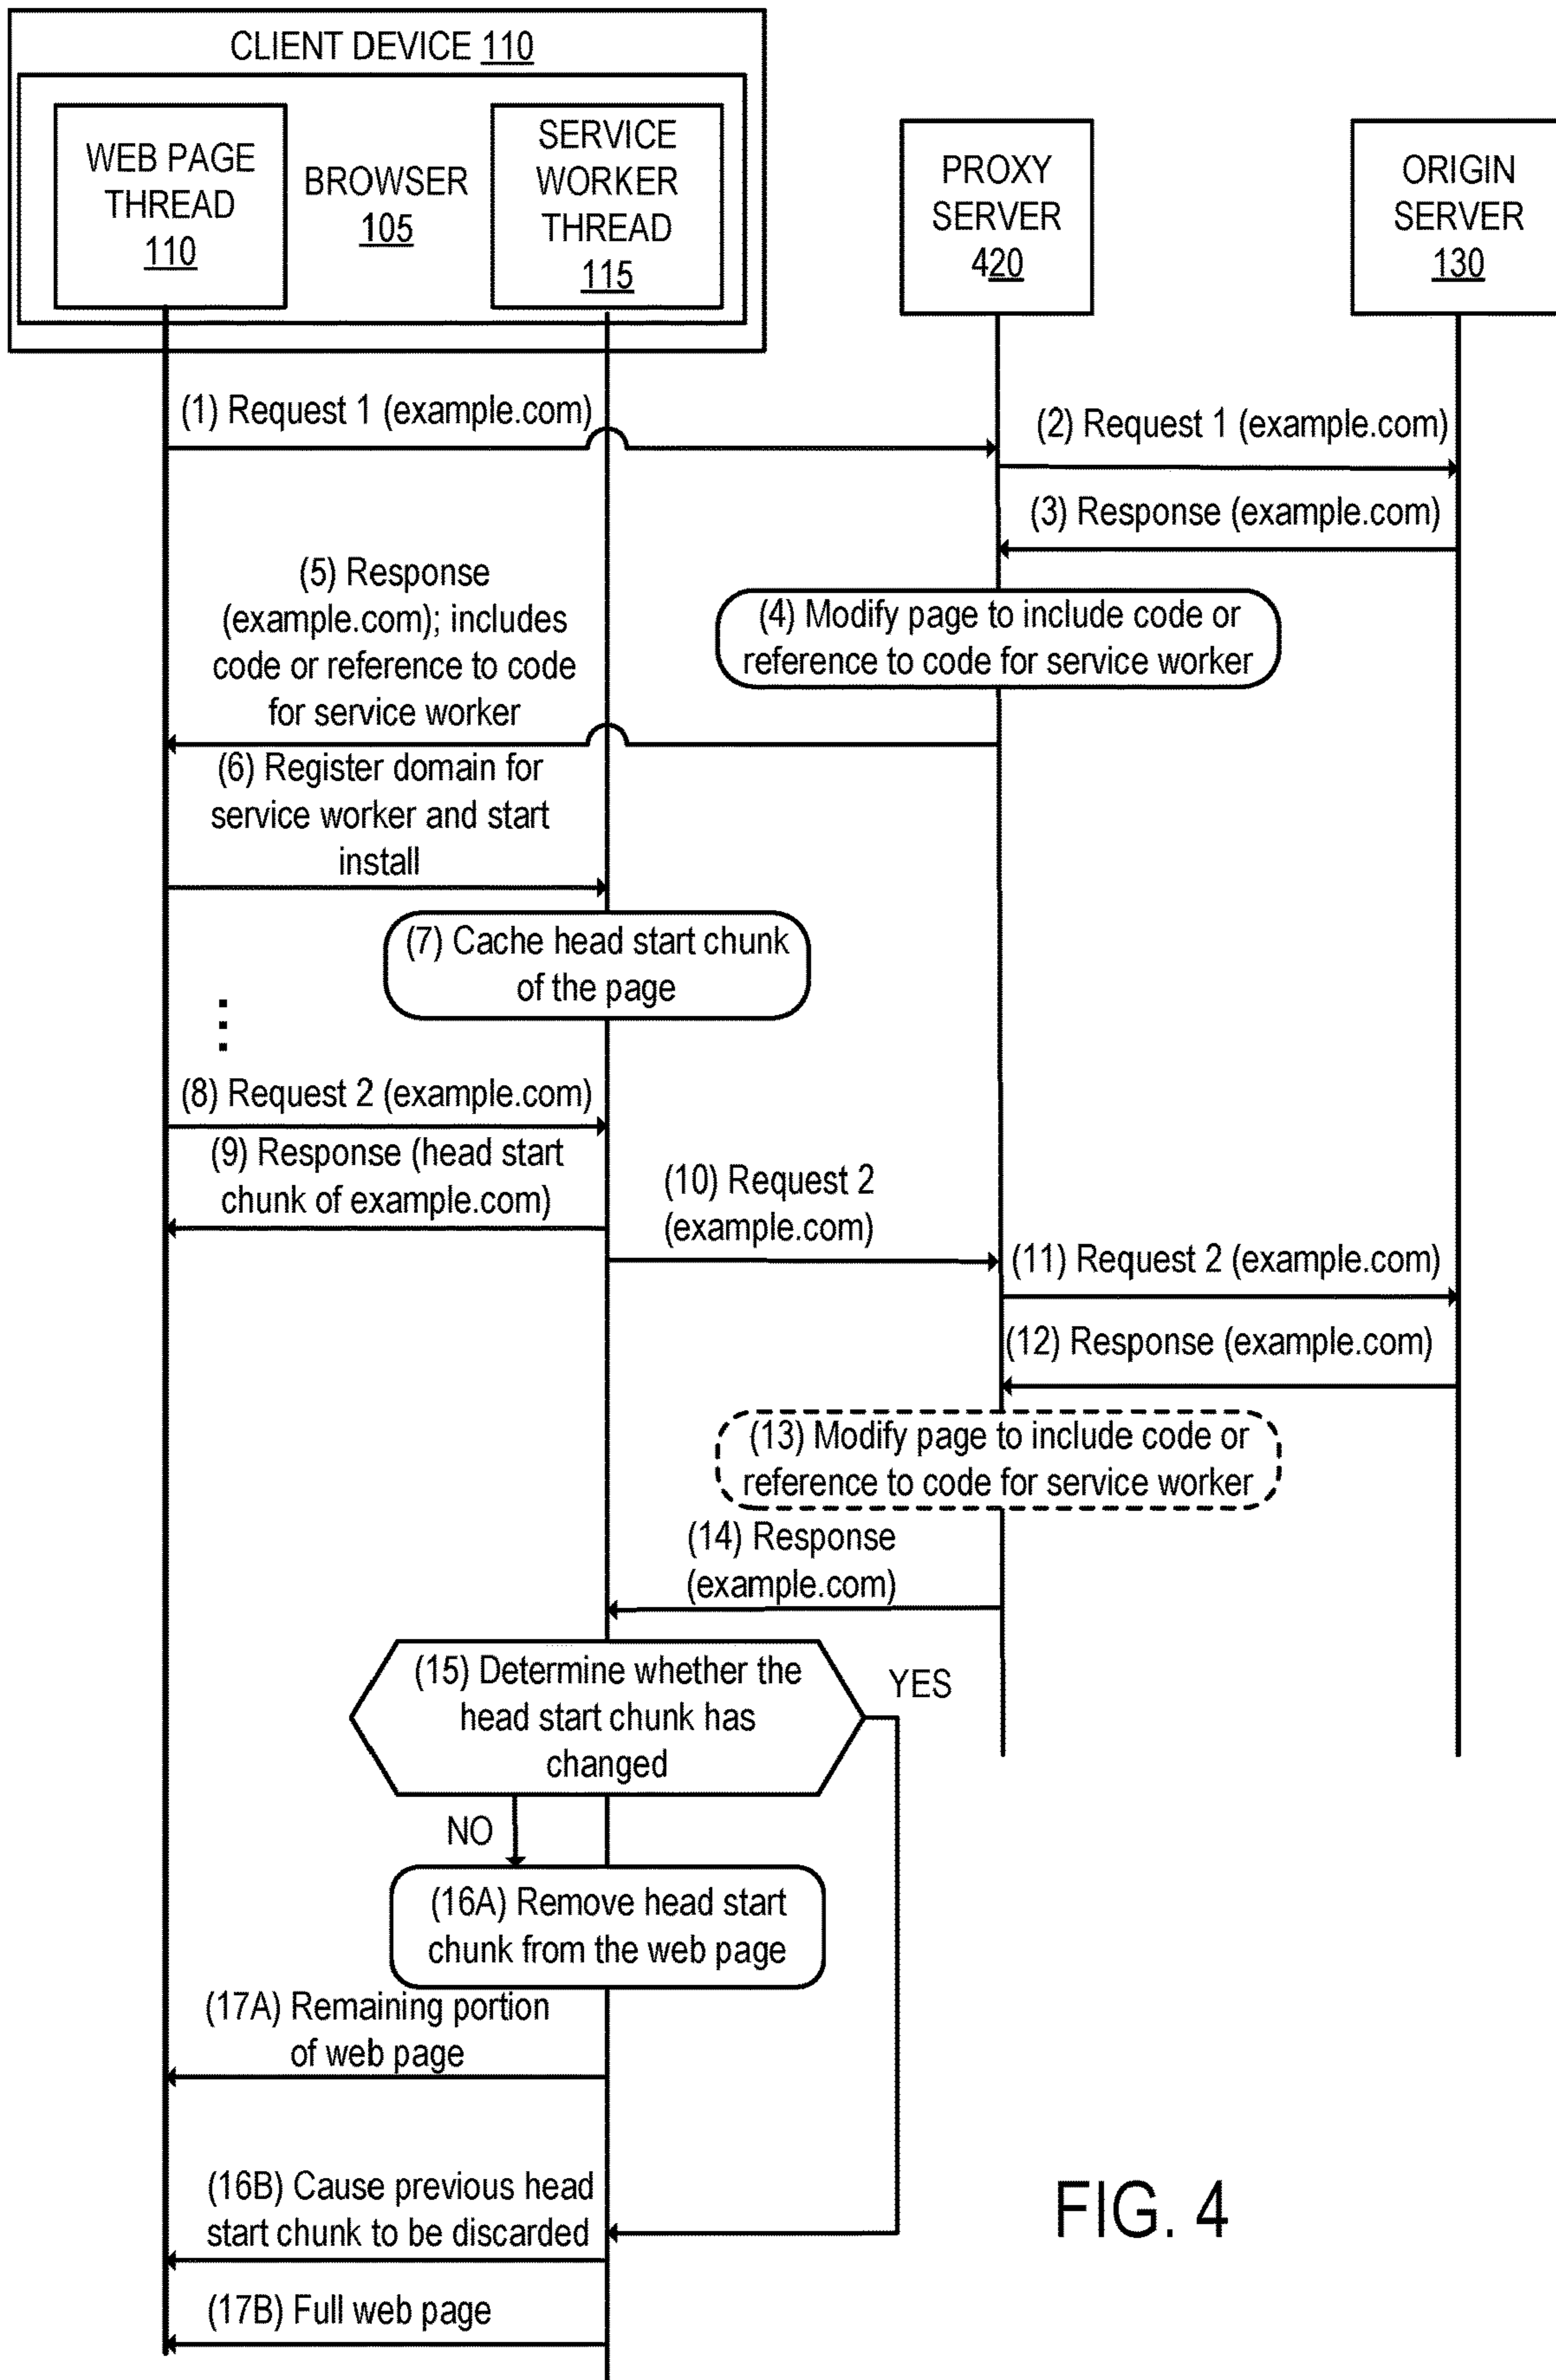 CLIENT DEVICE 110
WEB PAGE
THREAD
110
BROWSER
105
SERVICE
WORKER
THREAD
115
PROXY
SERVER
420
ORIGIN
SERVER
130
(1) Request 1 (example.com)
(2) Request 1 (example.com)
(3) Response (example.com)
(4) Modify page to include code or
reference to code for service worker
(5) Response
(example.com); includes
code or reference to code
for service worker
(6) Register domain for
service worker and start
install
(7) Cache head start chunk
of the page
(8) Request 2 (example.com)
(9) Response (head start
chunk of example.com)
(10) Request 2
(example.com)
(11) Request 2 (example.com)
(12) Response (example.com)
(13) Modify page to include code or
reference to code for service worker
(14) Response
(example.com)
(15) Determine whether the
head start chunk has
changed
YES
NO
(16A) Remove head start
chunk from the web page
(17A) Remaining portion
of web page
(16B) Cause previous head
start chunk to be discarded
(17B) Full web page
FIG. 4